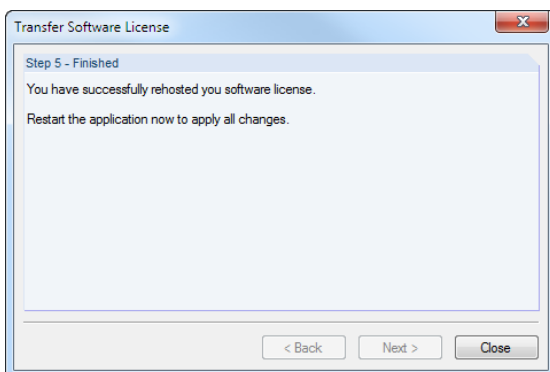 Transfer Software License
Step 5 - Finished
You have successfully rehosted you software license.
Restart the application now to apply all changes.
< Back Next > Close